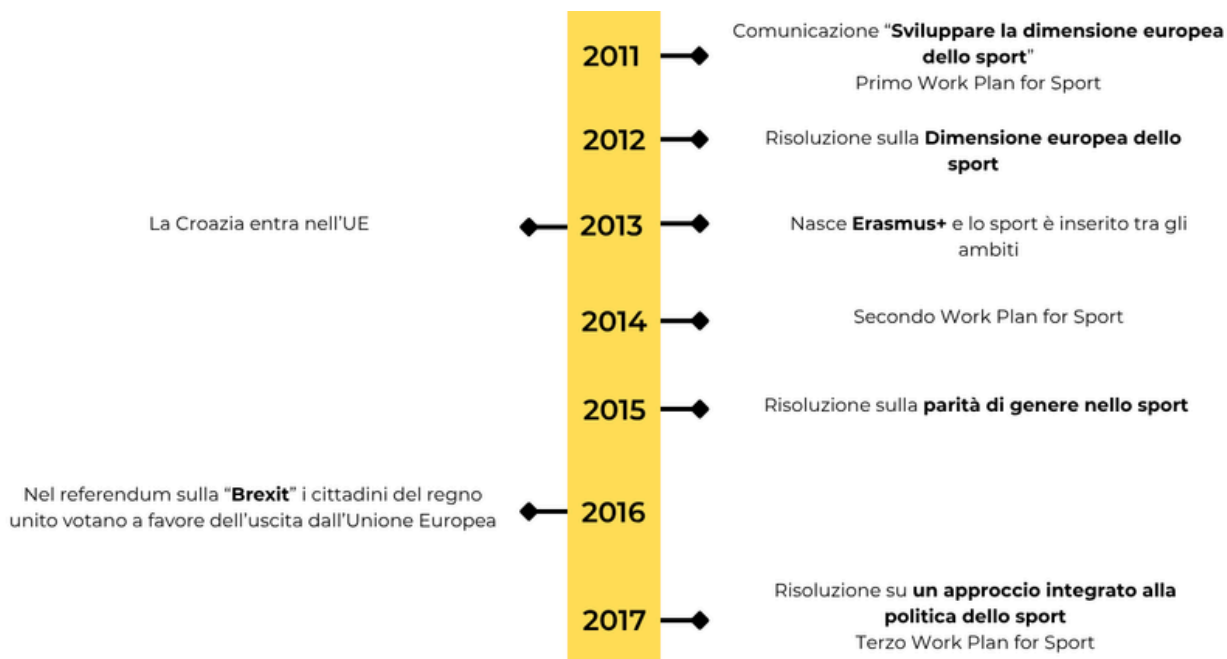 2011
Comunicazione “Sviluppare la dimensione europea
dello sport”
Primo Work Plan for Sport
2012
Risoluzione sulla Dimensione europea dello
sport
La Croazia entra nell'UE
2013
Nasce Erasmus+ e lo sport è inserito tra gli
ambiti
2014
Secondo Work Plan for Sport
2015
Risoluzione sulla parità di genere nello sport
Nel referendum sulla “Brexit” i cittadini del regno
unito votano a favore dell'uscita dall'Unione Europea
2016
2017
Risoluzione su un approccio integrato alla
politica dello sport
Terzo Work Plan for Sport